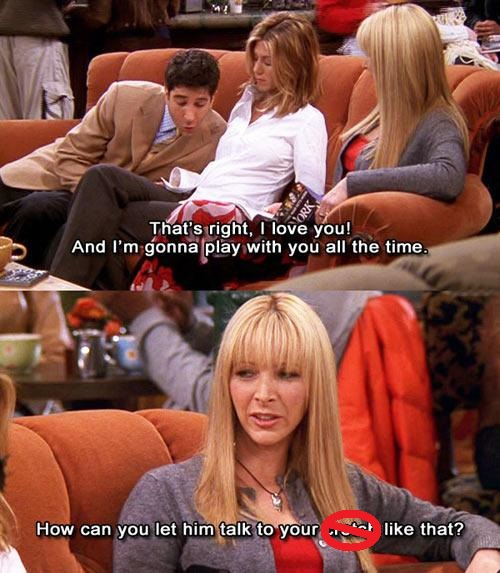 That's right, I love you!
And I'm gonna play with you all the time.
How can you let him talk to your like that?